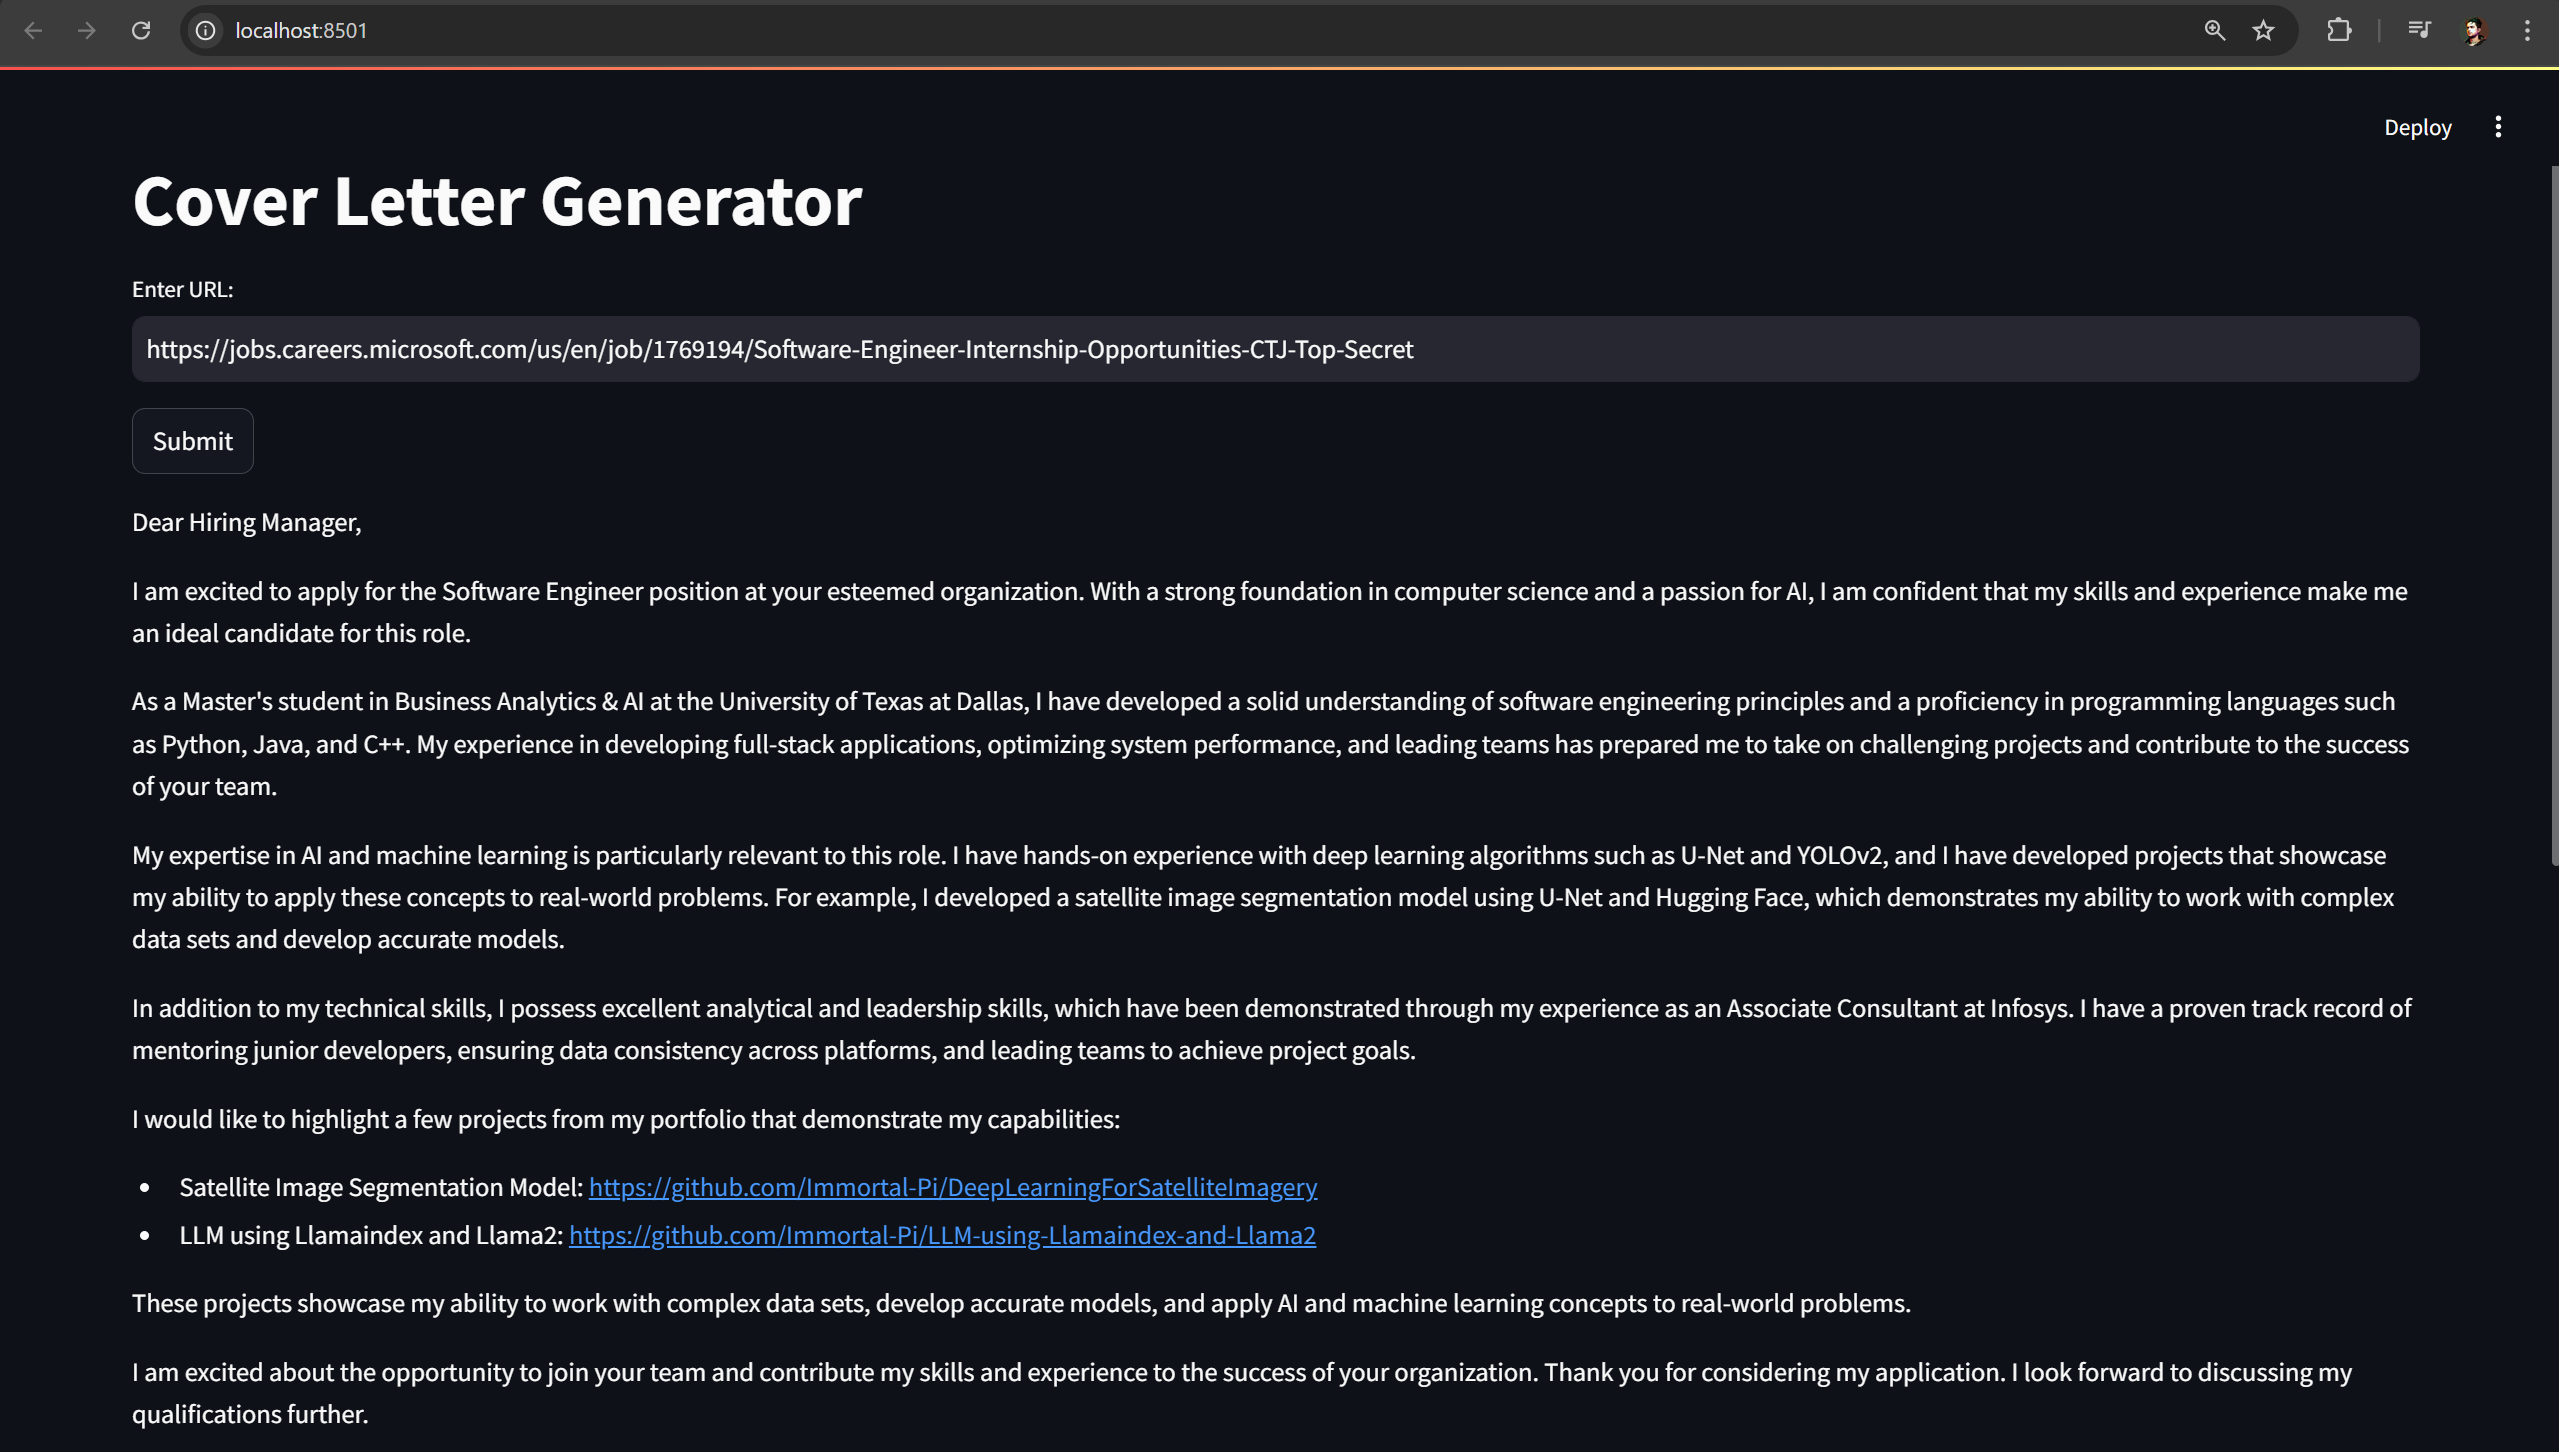 localhost:8501
Deploy
Cover Letter Generator
Enter URL:
https://jobs.careers.microsoft.com/us/en/job/1769194/Software-Engineer-Internship-Opportunities-CTJ-Top-Secret
Submit
Dear Hiring Manager,
I am excited to apply for the Software Engineer position at your esteemed organization. With a strong foundation in computer science and a passion for AI, I am confident that my skills and experience make me
an ideal candidate for this role.
As a Master's student in Business Analytics & AI at the University of Texas at Dallas, I have developed a solid understanding of software engineering principles and a proficiency in programming languages such
as Python, Java, and C++. My experience in developing full-stack applications, optimizing system performance, and leading teams has prepared me to take on challenging projects and contribute to the success
of your team.
My expertise in AI and machine learning is particularly relevant to this role. I have hands-on experience with deep learning algorithms such as U-Net and YOLOv2, and I have developed projects that showcase
my ability to apply these concepts to real-world problems. For example, I developed a satellite image segmentation model using U-Net and Hugging Face, which demonstrates my ability to work with complex
data sets and develop accurate models.
In addition to my technical skills, I possess excellent analytical and leadership skills, which have been demonstrated through my experience as an Associate Consultant at Infosys. I have a proven track record of
mentoring junior developers, ensuring data consistency across platforms, and leading teams to achieve project goals.
I would like to highlight a few projects from my portfolio that demonstrate my capabilities:
• Satellite Image Segmentation Model: https://github.com/Immortal-Pi/DeepLearningForSatelliteImagery
• LLM using Llamaindex and Llama2: https://github.com/Immortal-Pi/LLM-using-Llamaindex-and-Llama2
These projects showcase my ability to work with complex data sets, develop accurate models, and apply AI and machine learning concepts to real-world problems.
I am excited about the opportunity to join your team and contribute my skills and experience to the success of your organization. Thank you for considering my application. I look forward to discussing my
qualifications further.